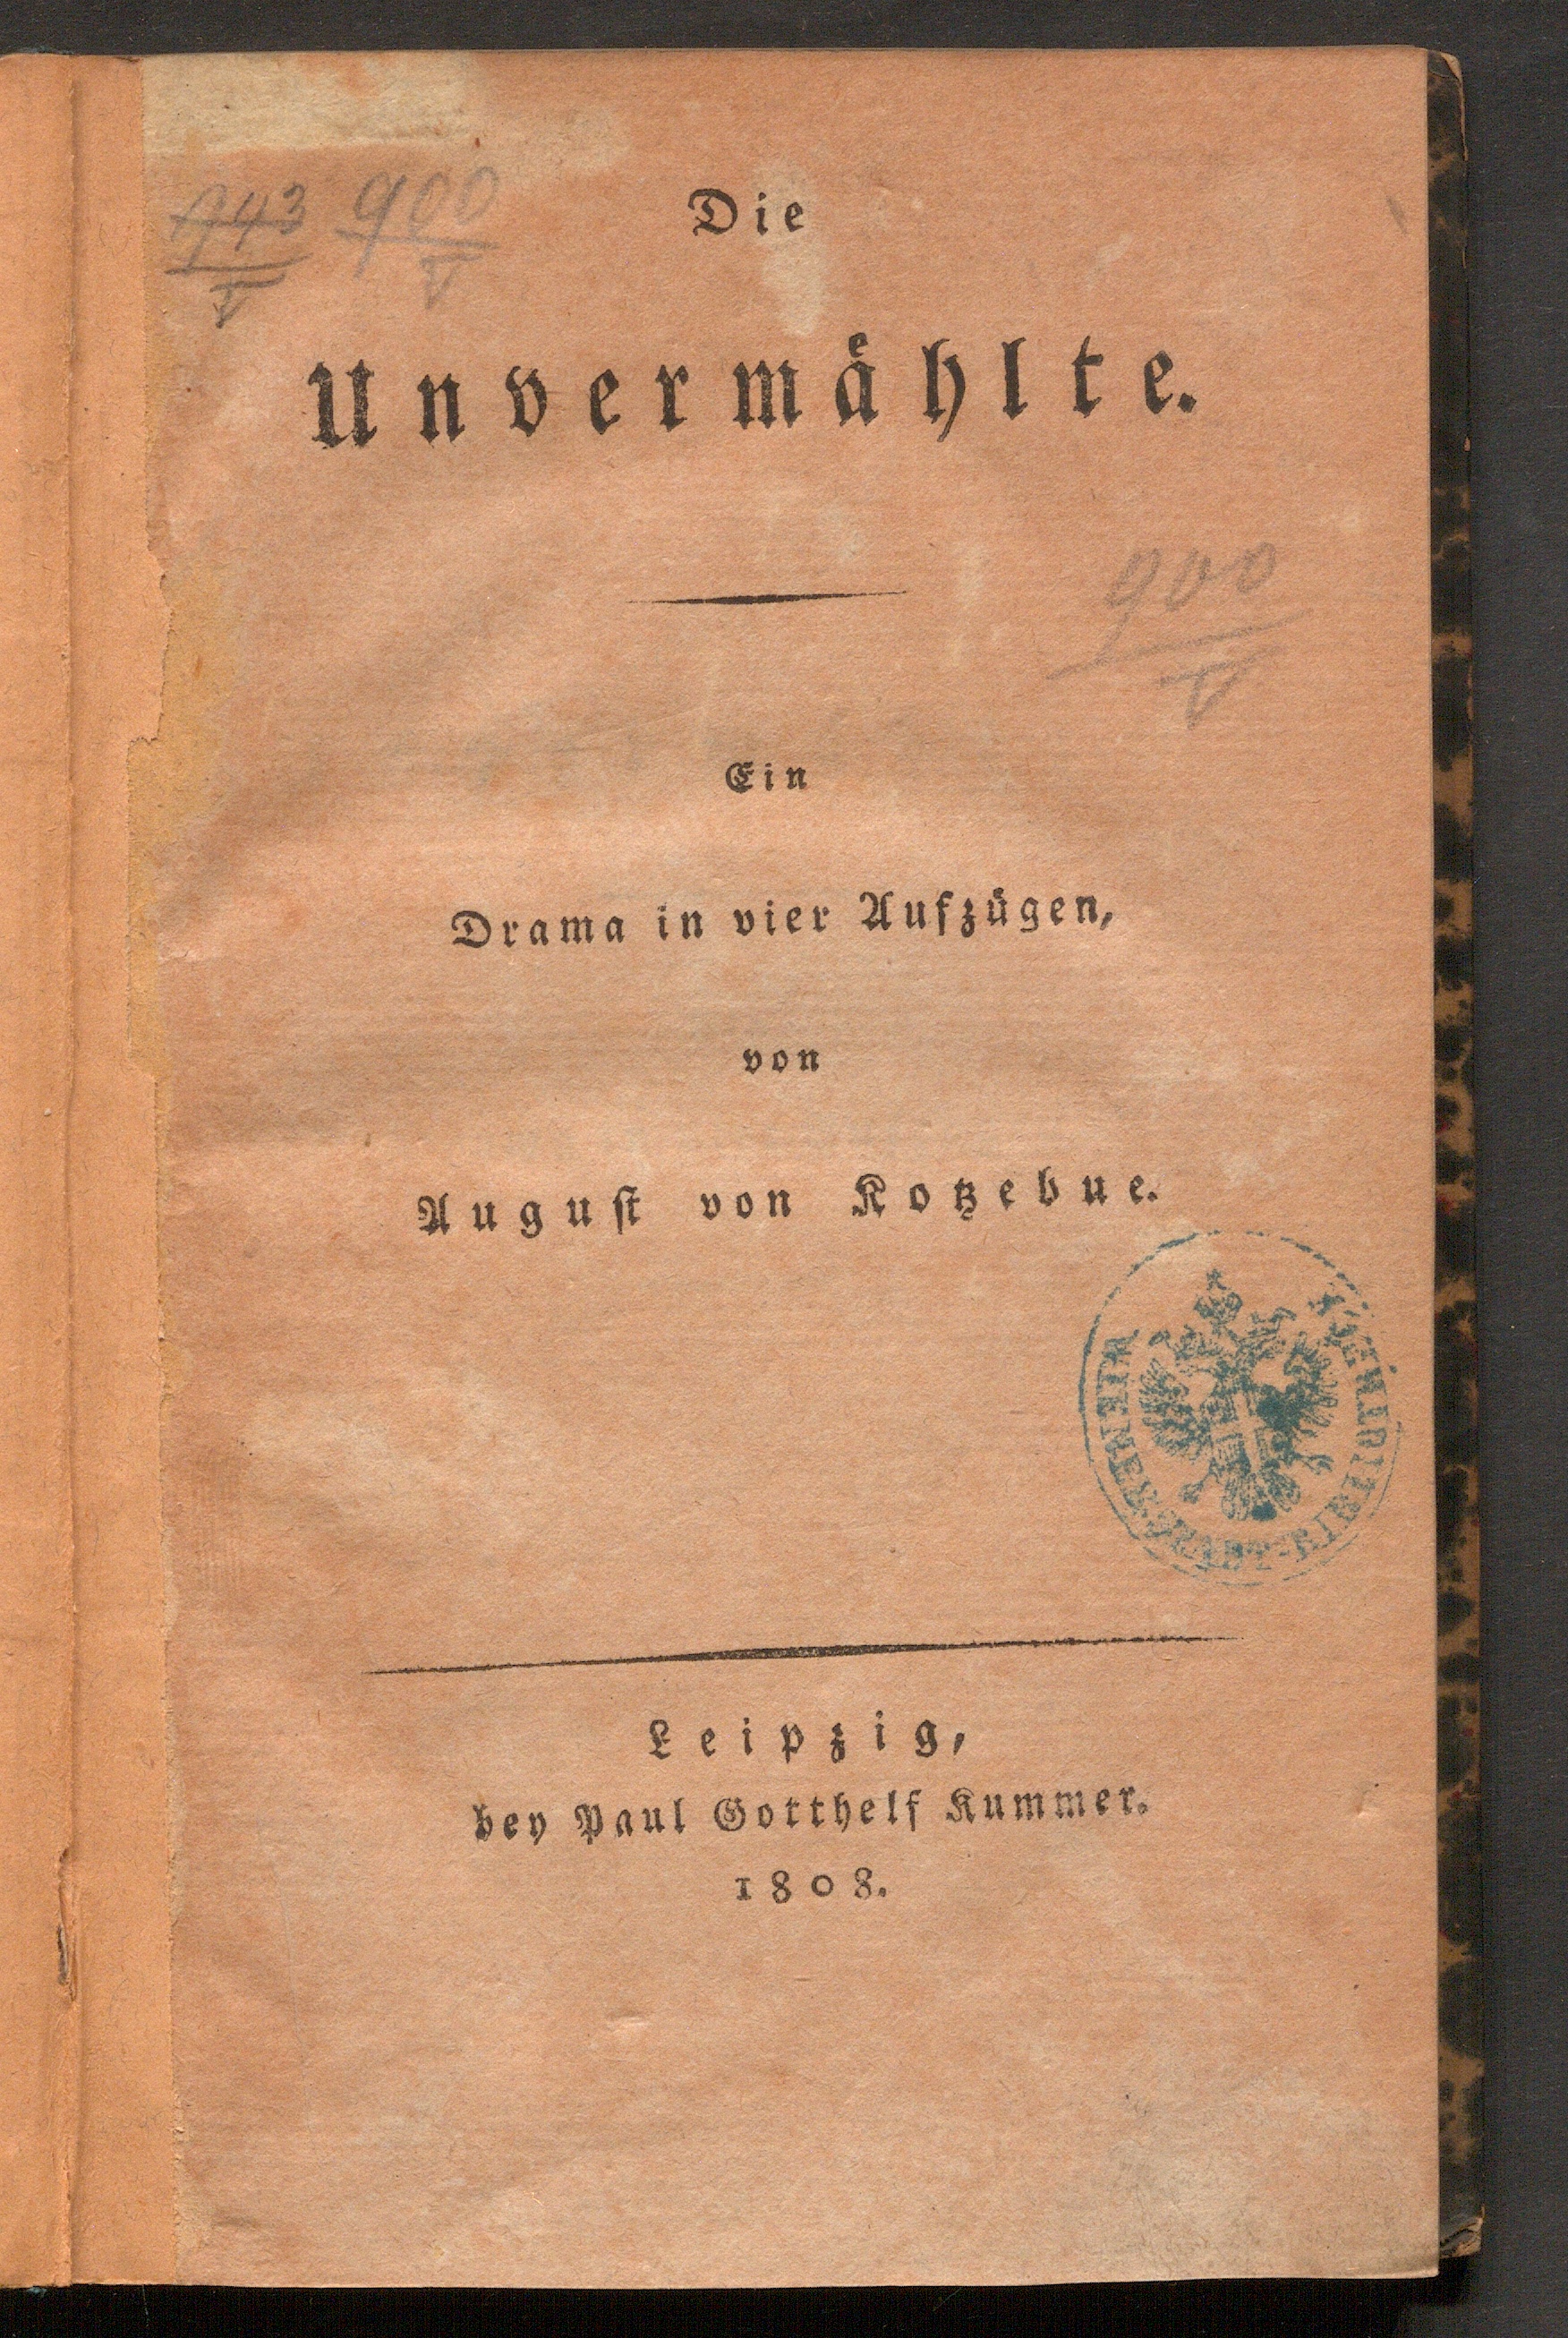 743 900
V V
Die
Unvermählte.
900
V
Ein
Drama in vier Aufzügen,
von
August von Kotzebue.
Leipzig,
bey Paul Gotthelf Kummer.
1808.